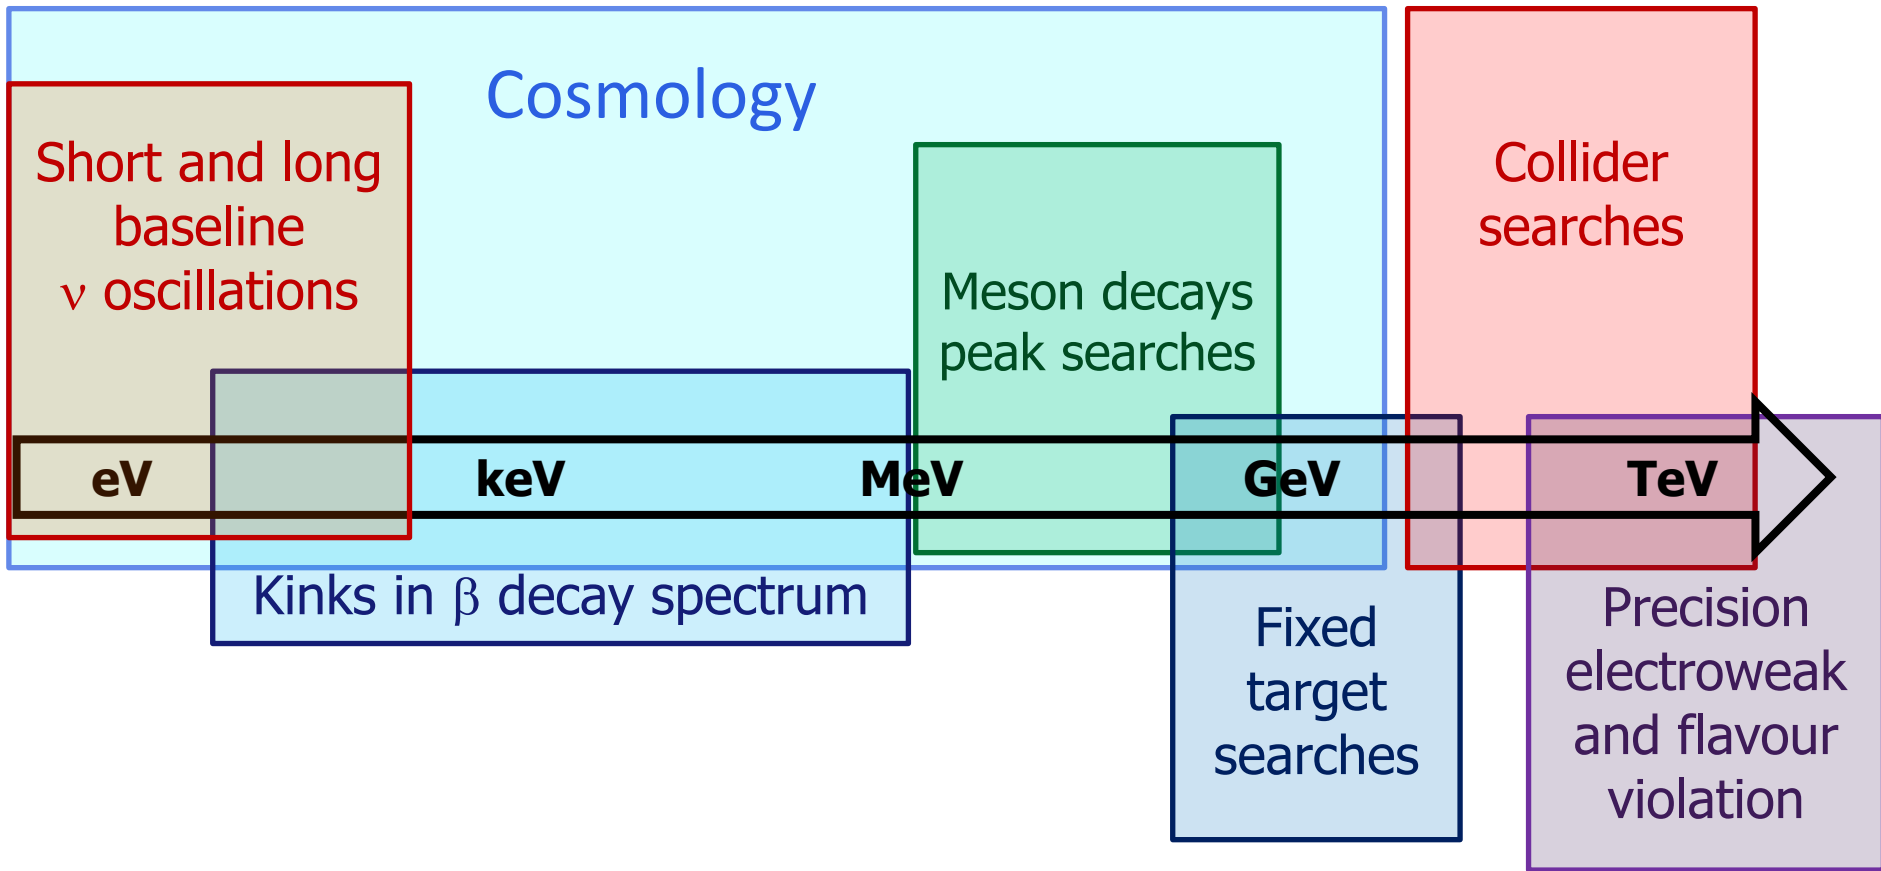 Cosmology
Short and long
baseline
ν oscillations
Collider
searches
Meson decays
peak searches
eV
keV
MeV
GeV
TeV
Kinks in β decay spectrum
Fixed
target
searches
Precision
electroweak
and flavour
violation